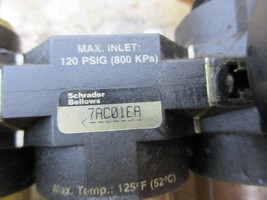 MAX. INLET:
120 PSIG (800 KPa)
Schrader
Bellows
7AC01EA
Max. Temp.: 125°F (52°C)